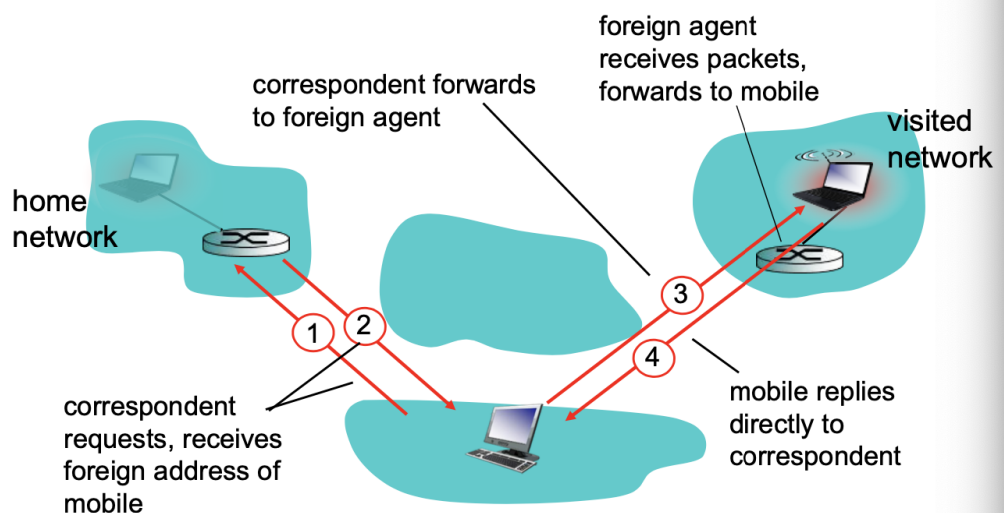 foreign agent
receives packets,
forwards to mobile
correspondent forwards
to foreign agent
visited
network
home
network
3
2
1
4
correspondent
requests, receives
foreign address of
mobile
mobile replies
directly to
correspondent